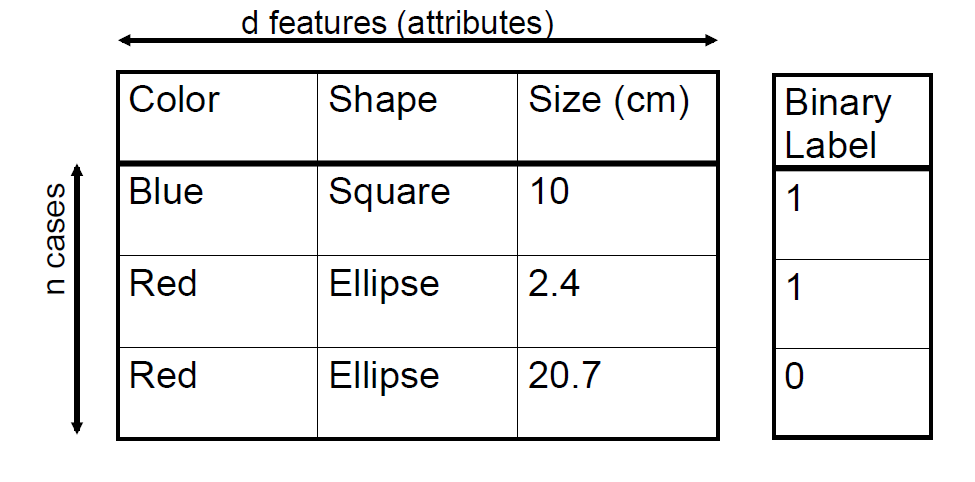 d features (attributes)
Color Shape Size (cm) Binary Label
n cases
Blue Square 10 1
Red Ellipse 2.4 1
Red Ellipse 20.7 0